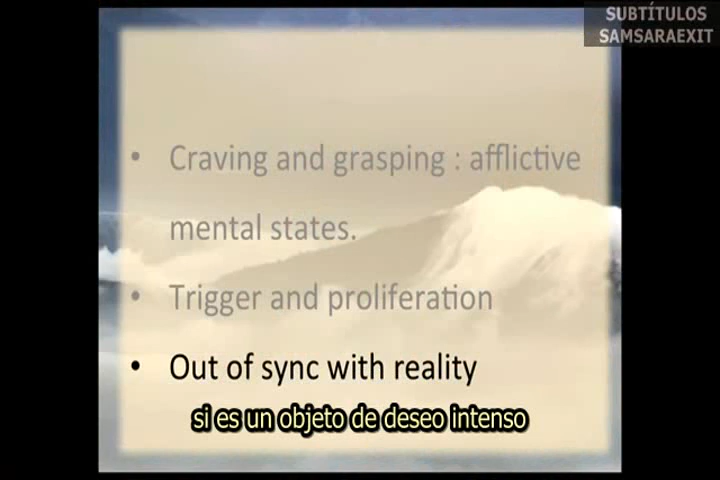 SUBTÍTULOS
SAMSARAEXIT
• Craving and grasping : afflictive
mental states.
• Trigger and proliferation
• Out of sync with reality
si es un objeto de deseo intenso